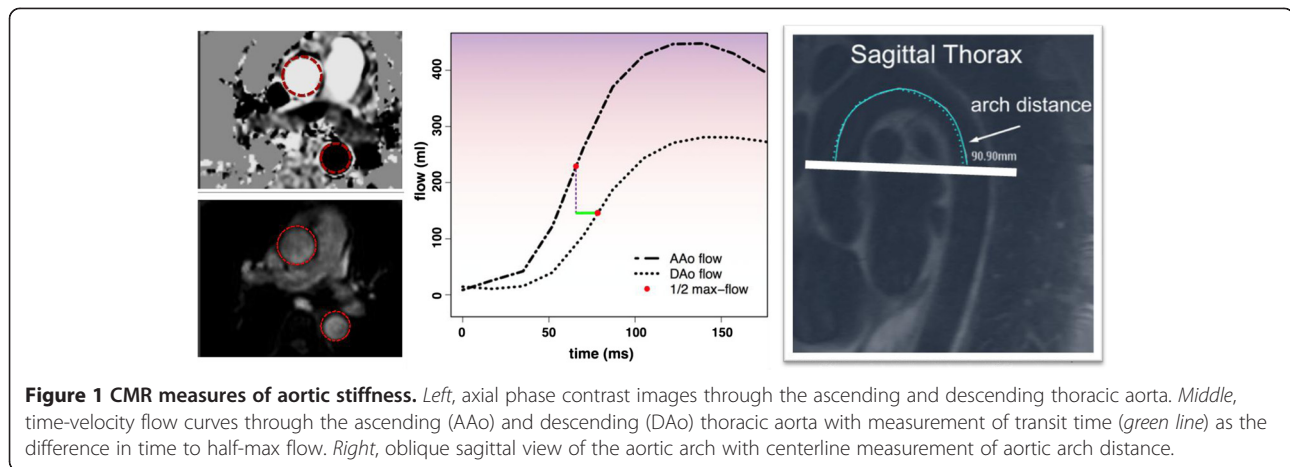 400
300
200
100
0
flow (ml)
AAo flow
DAo flow
1/2 max−flow
0 50 100 150
time (ms)
Sagittal Thorax
arch distance
90.90mm
Figure 1 CMR measures of aortic stiffness. Left, axial phase contrast images through the ascending and descending thoracic aorta. Middle,
time-velocity flow curves through the ascending (AAo) and descending (DAo) thoracic aorta with measurement of transit time (green line) as the
difference in time to half-max flow. Right, oblique sagittal view of the aortic arch with centerline measurement of aortic arch distance.